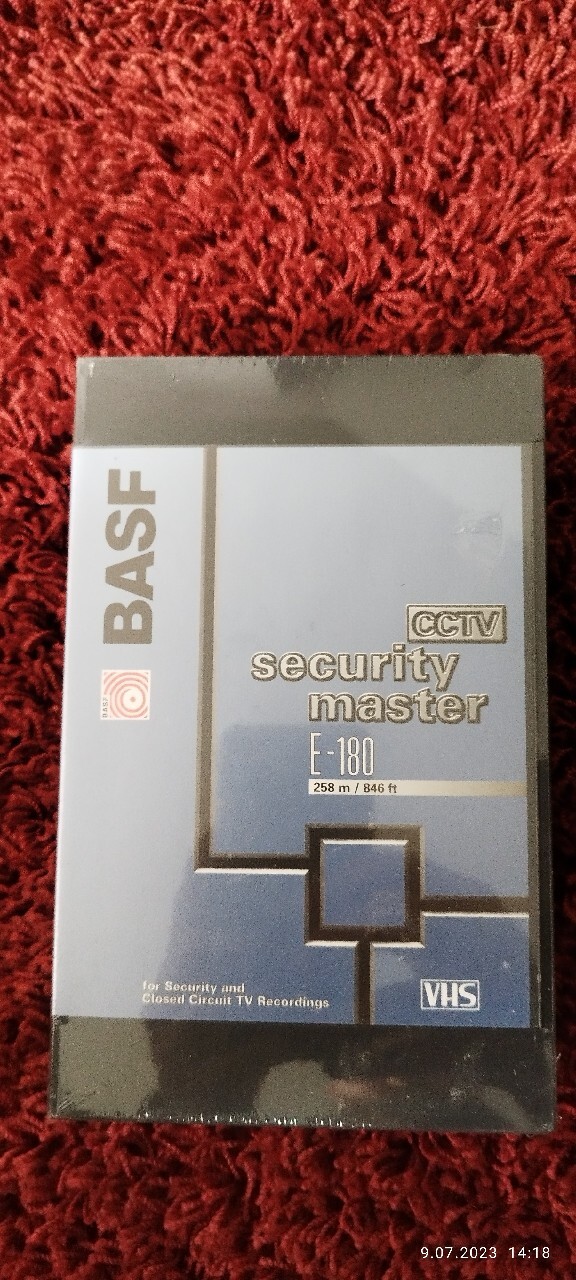 BASF
BASF
CCTV
security
master
E-180
258 m / 846 ft
for Security and
Closed Circuit TV Recordings
VHS
9.07.2023 14:18